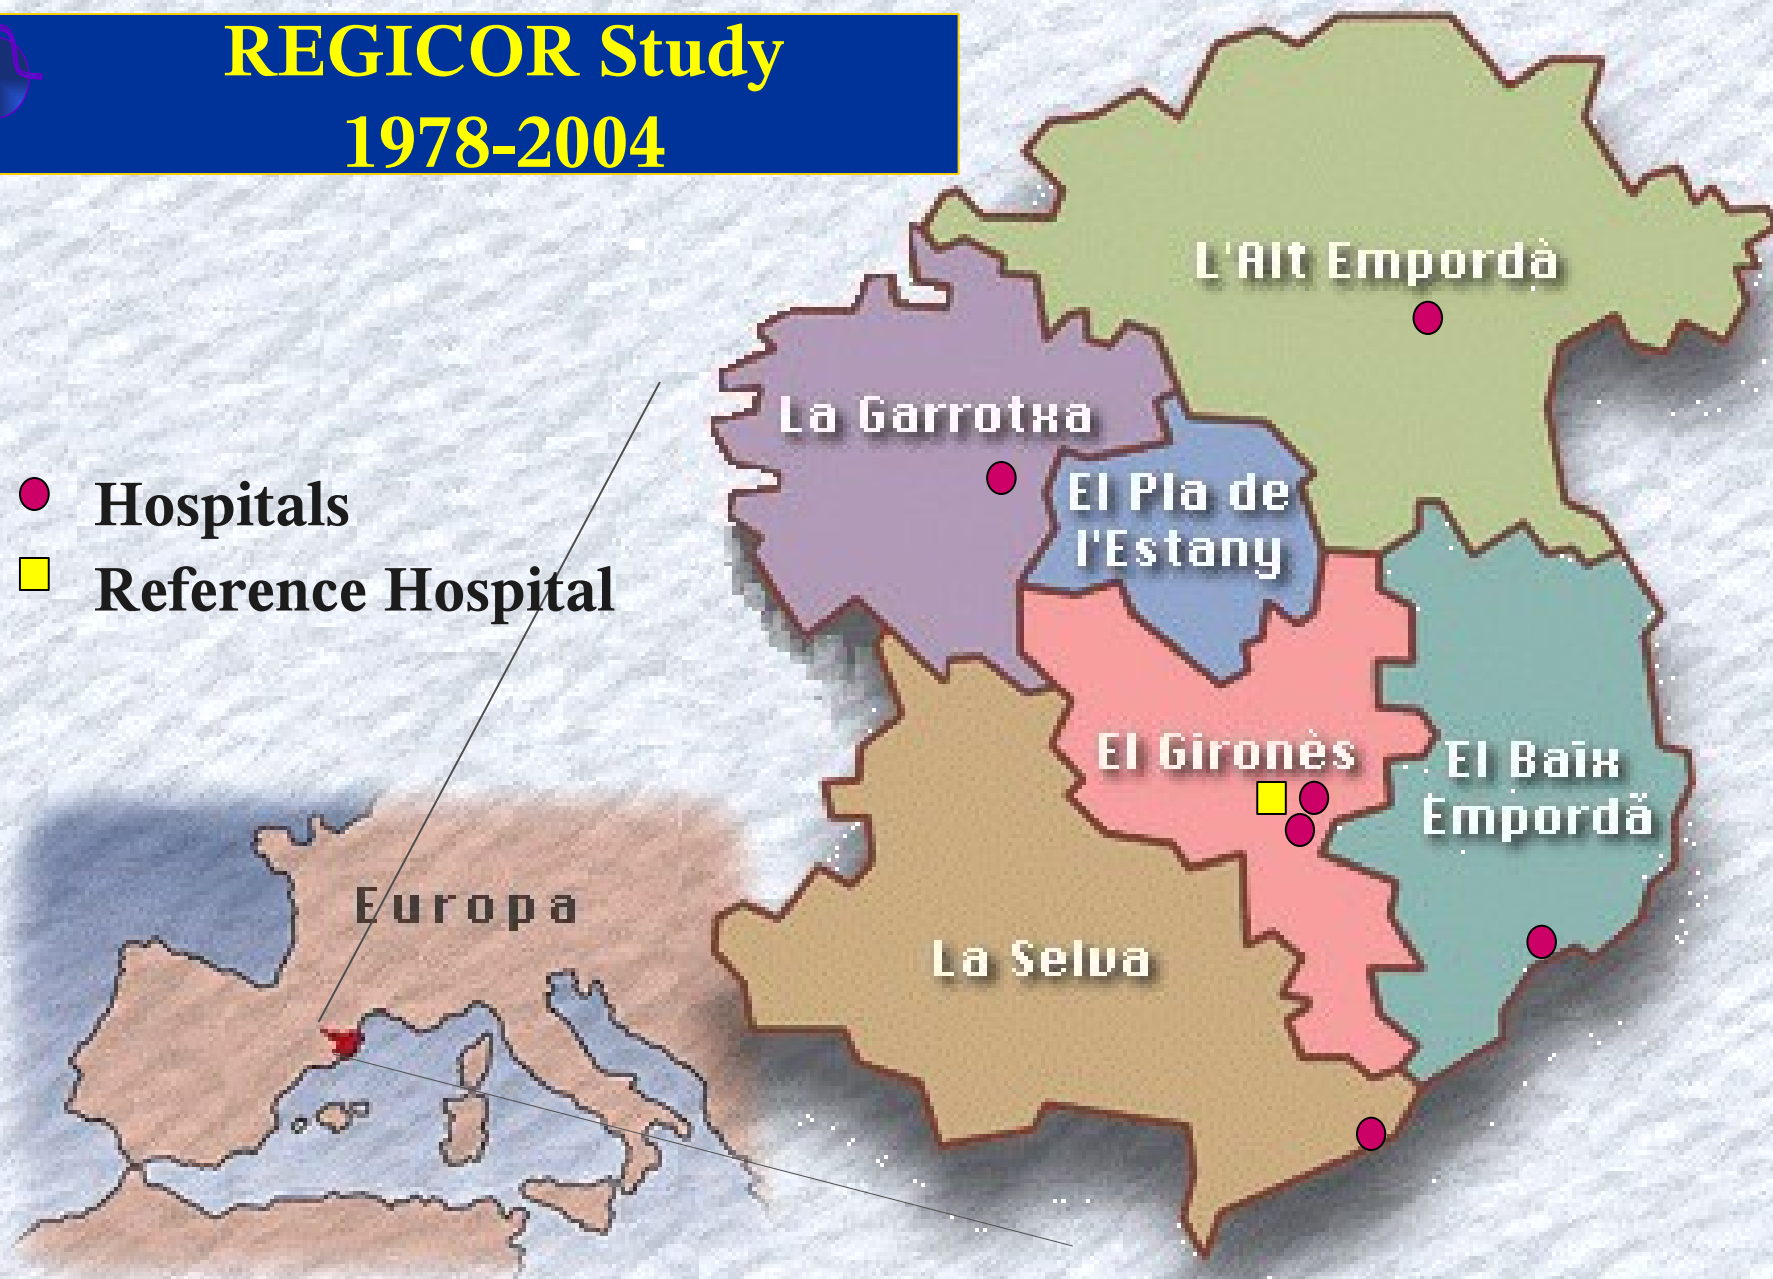 REGICOR Study
1978-2004
L'Alt Empordà
La Garrotxa
El Pla de
l'Estany
Hospitals
Reference Hospital
El Gironès
El Baix
Empordà
Europa
La Selva